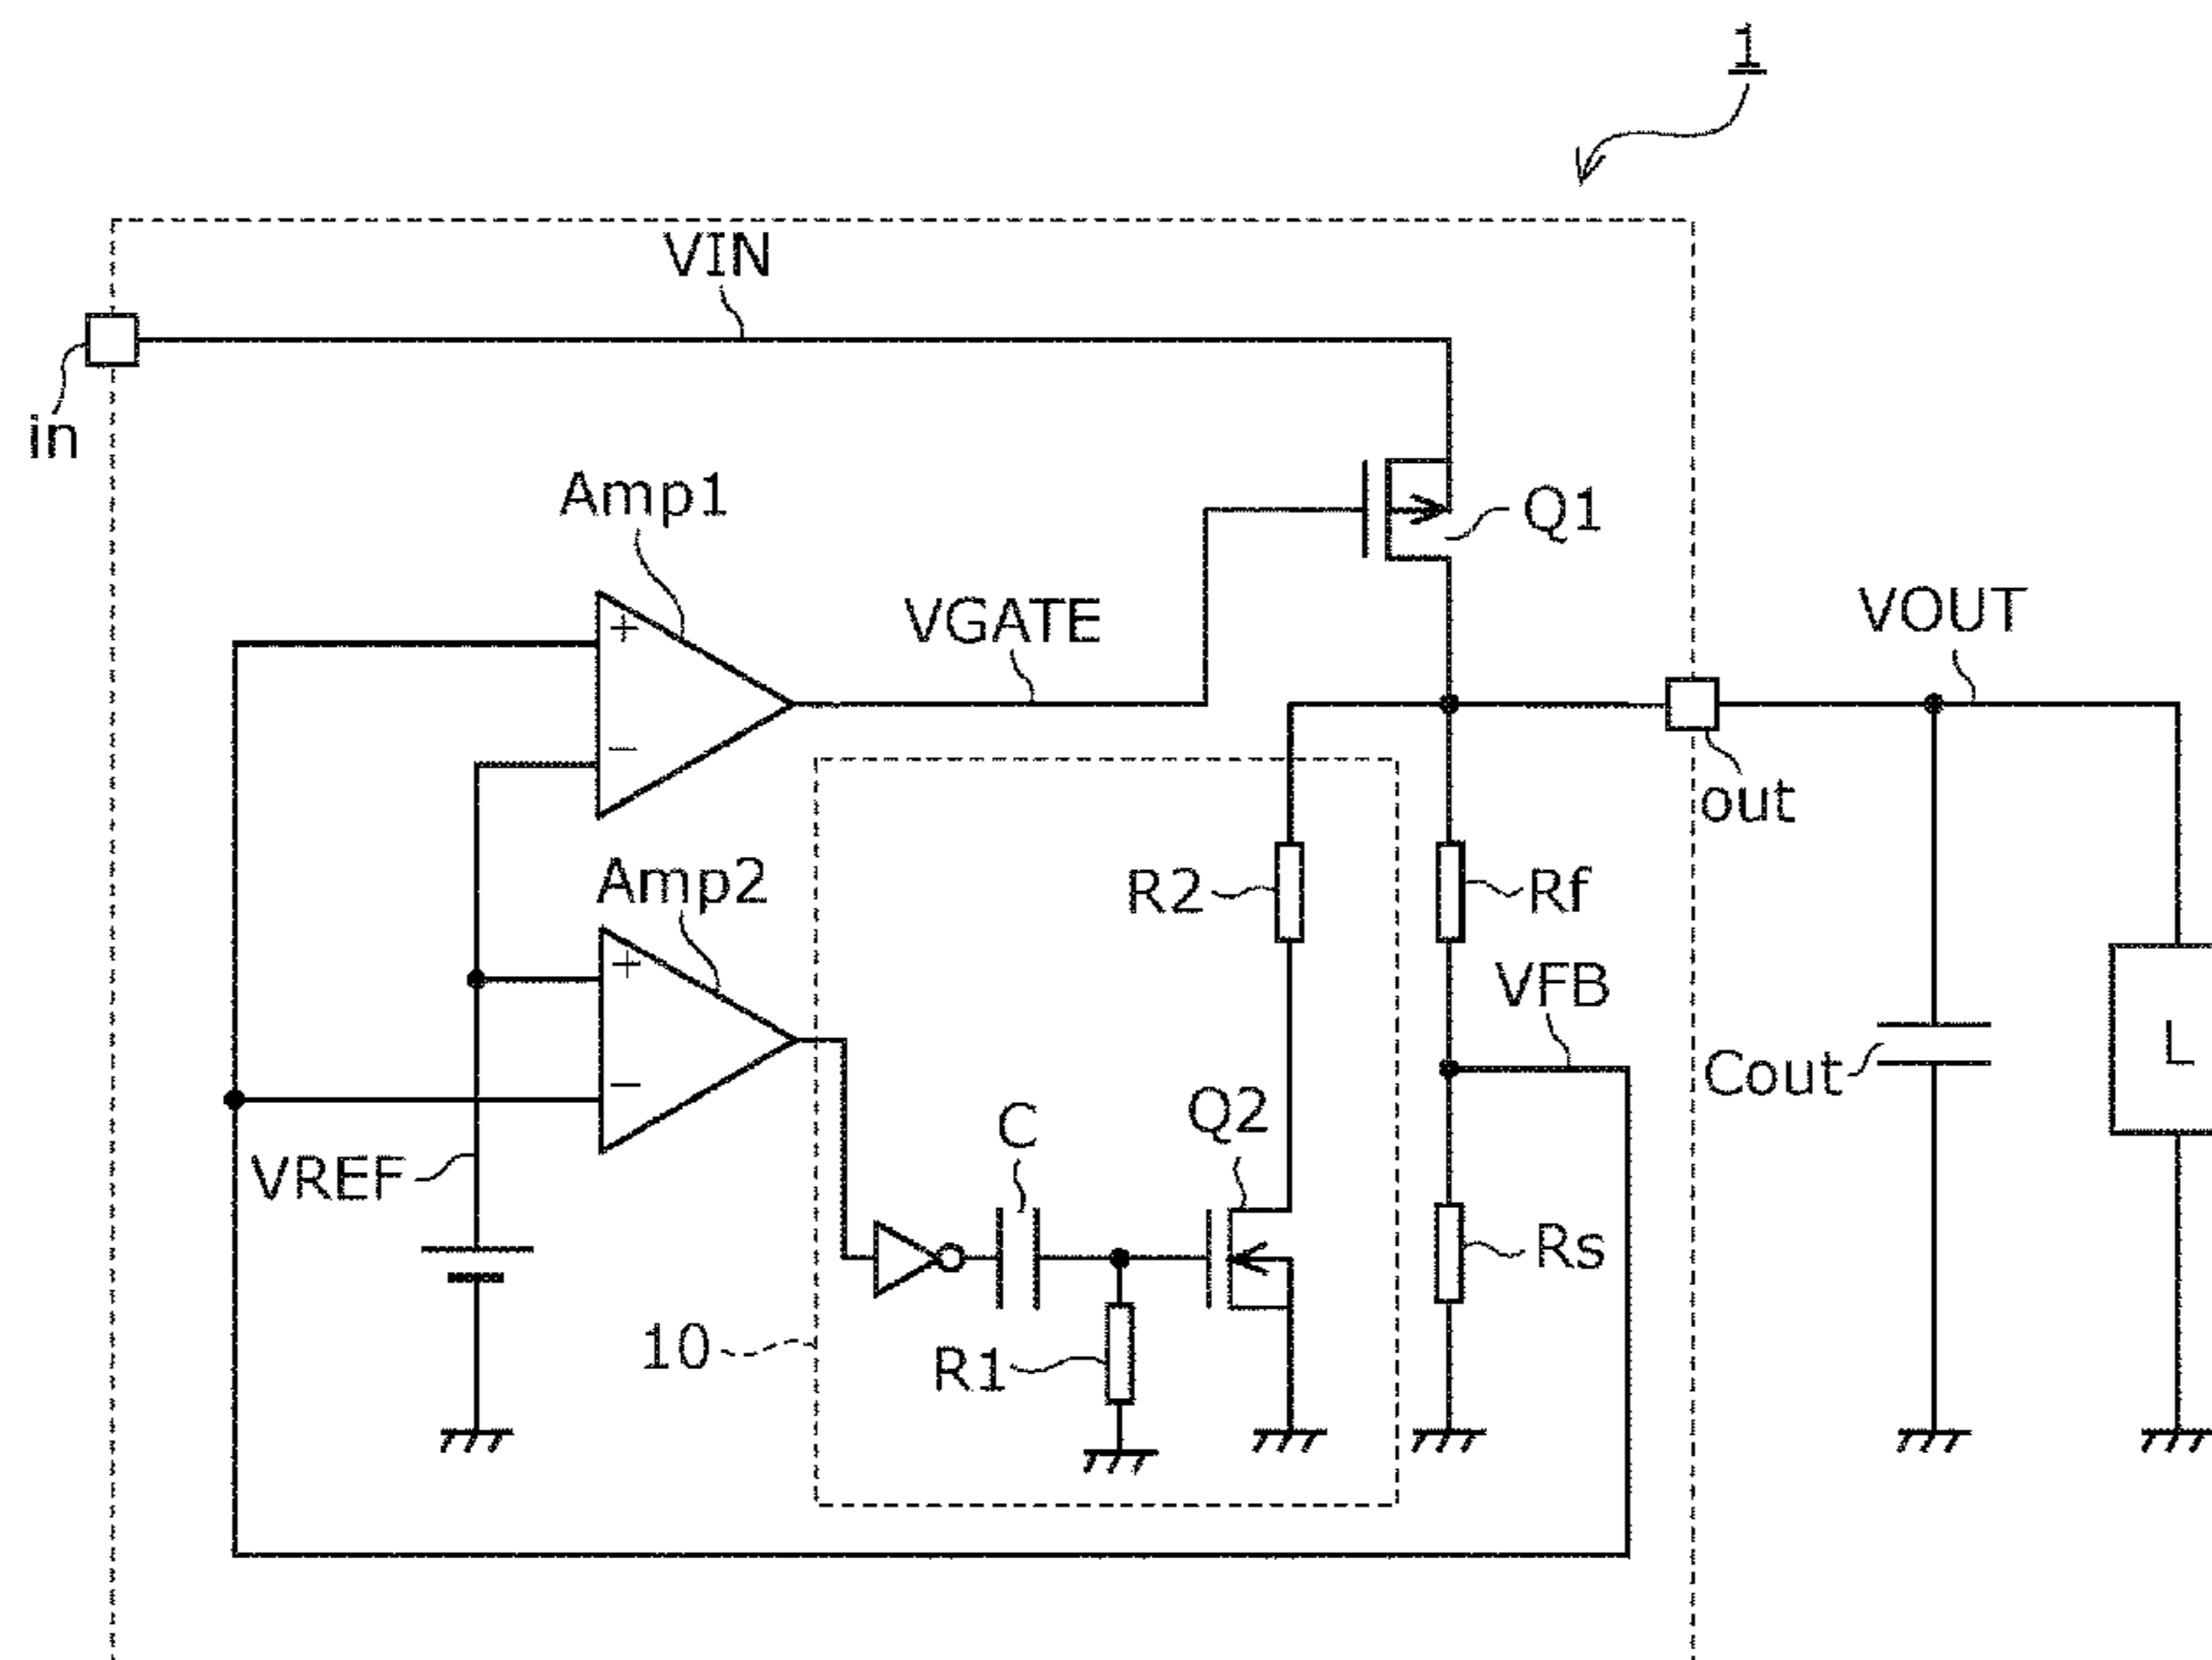 1
VIN
in
Amp1
+
−
Q1
VGATE
VOUT
out
Amp2
+
−
R2
Rf
VFB
Cout
L
C
Q2
VREF
Rs
10
R1